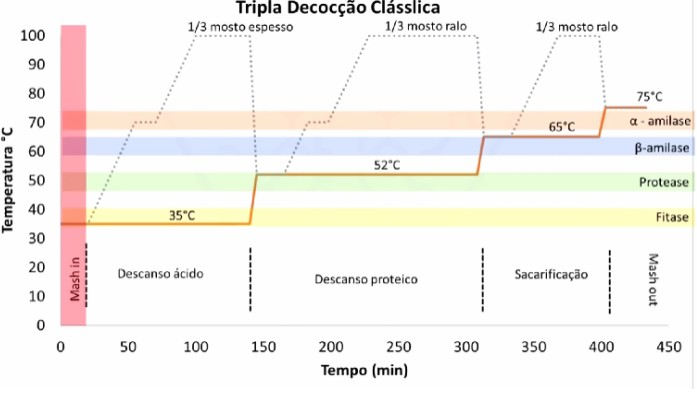 Tripla Decocção Clásslica
1/3 mosto espesso
1/3 mosto ralo
1/3 mosto ralo
Temperatura °C
100
90
80
70
60
50
40
30
20
10
0
75°C
α - amilase
65°C
β-amilase
52°C
Protease
35°C
Fitase
Mash in
Descanso ácido
Descanso proteico
Sacarificação
Mash out
0
50
100
150
200
250
300
350
400
450
Tempo (min)